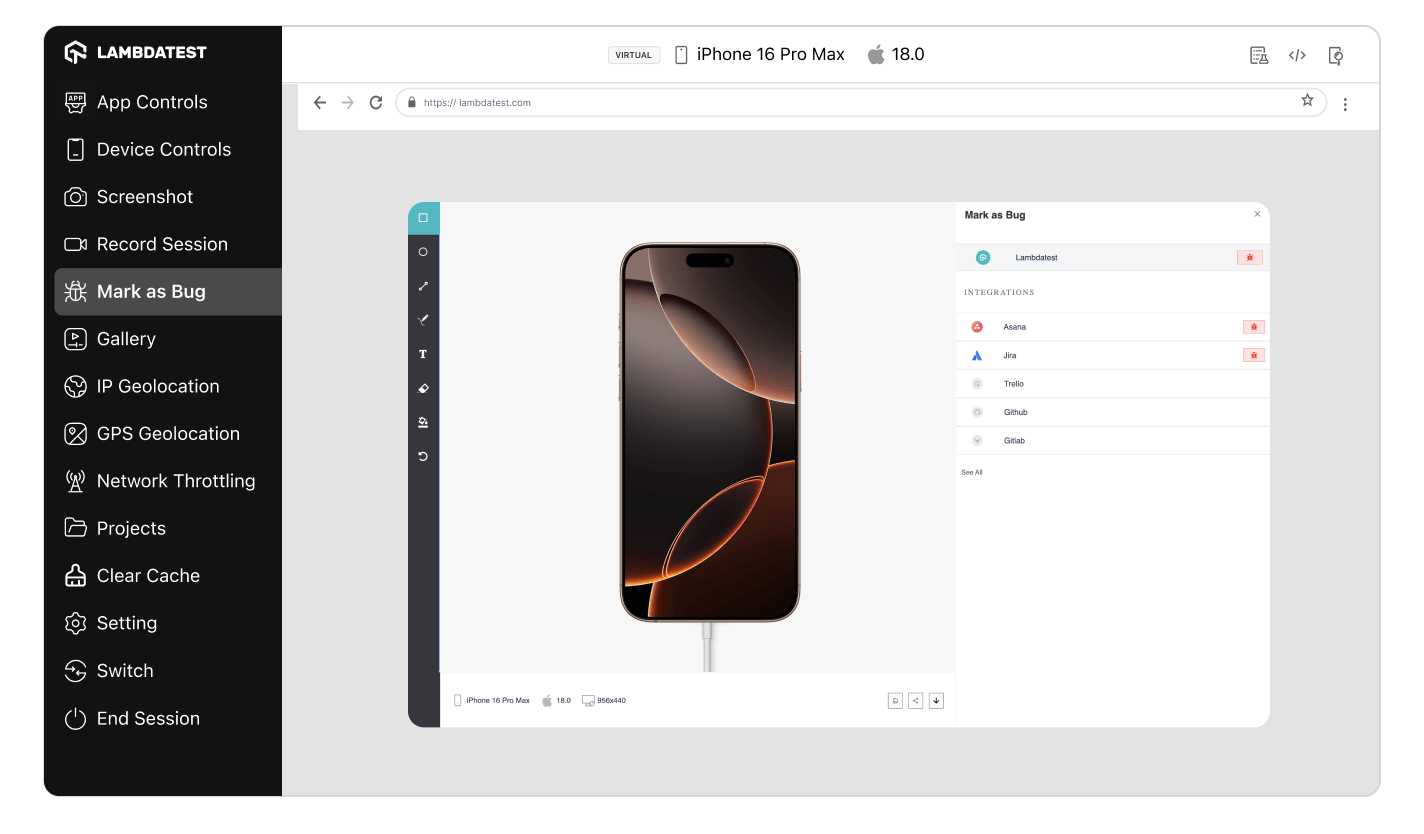 LAMBDATEST
App Controls
Device Controls
Screenshot
Record Session
Mark as Bug
Gallery
IP Geolocation
GPS Geolocation
Network Throttling
Projects
Clear Cache
Setting
Switch
End Session
VIRTUAL iPhone 16 Pro Max 18.0
https:// lambdatest.com
T
iPhone 16 Pro Max 18.0 956x440
Mark as Bug
Lambdatest
INTEGRATIONS
Asana
Jira
Trello
Github
Gitlab
See All